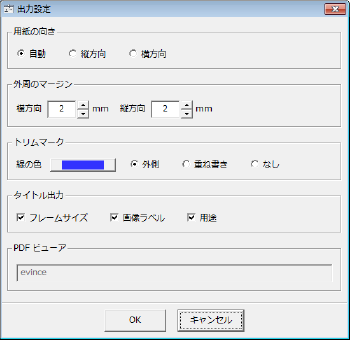 出力設定
用紙の向き
自動 縦方向 横方向
外周のマージン
横方向 2 mm 縦方向 2 mm
トリムマーク
線の色 外側 重ね書き なし
タイトル出力
フレームサイズ 画像ラベル 用途
PDF ビューア
evince
OK キャンセル